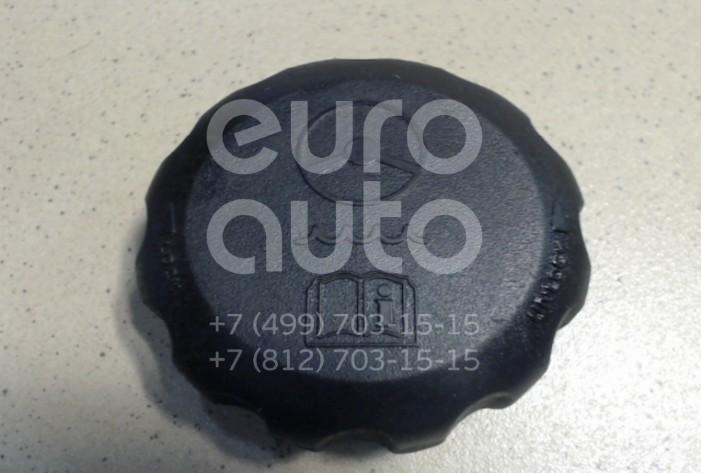 euro
auto
+7 (499) 703-15-15
+7 (812) 703-15-15